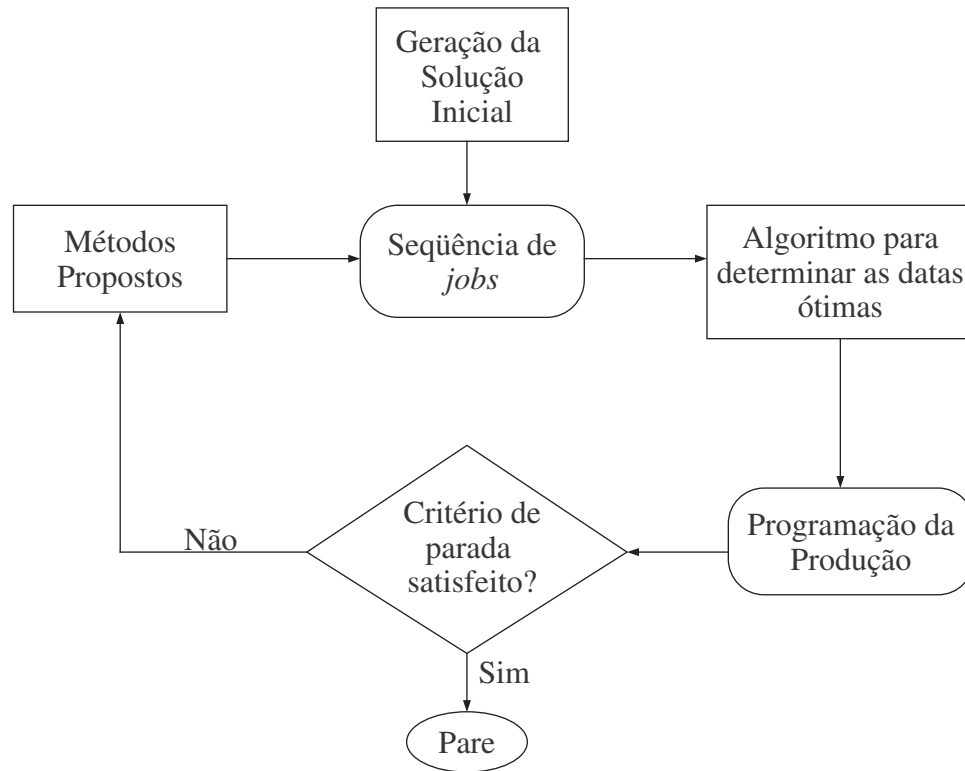 Geração da
Solução
Inicial
Métodos
Propostos
Seqüência de
jobs
Algoritmo para
determinar as datas
ótimas
Critério de
parada
satisfeito?
Programação da
Produção
Não
Sim
Pare